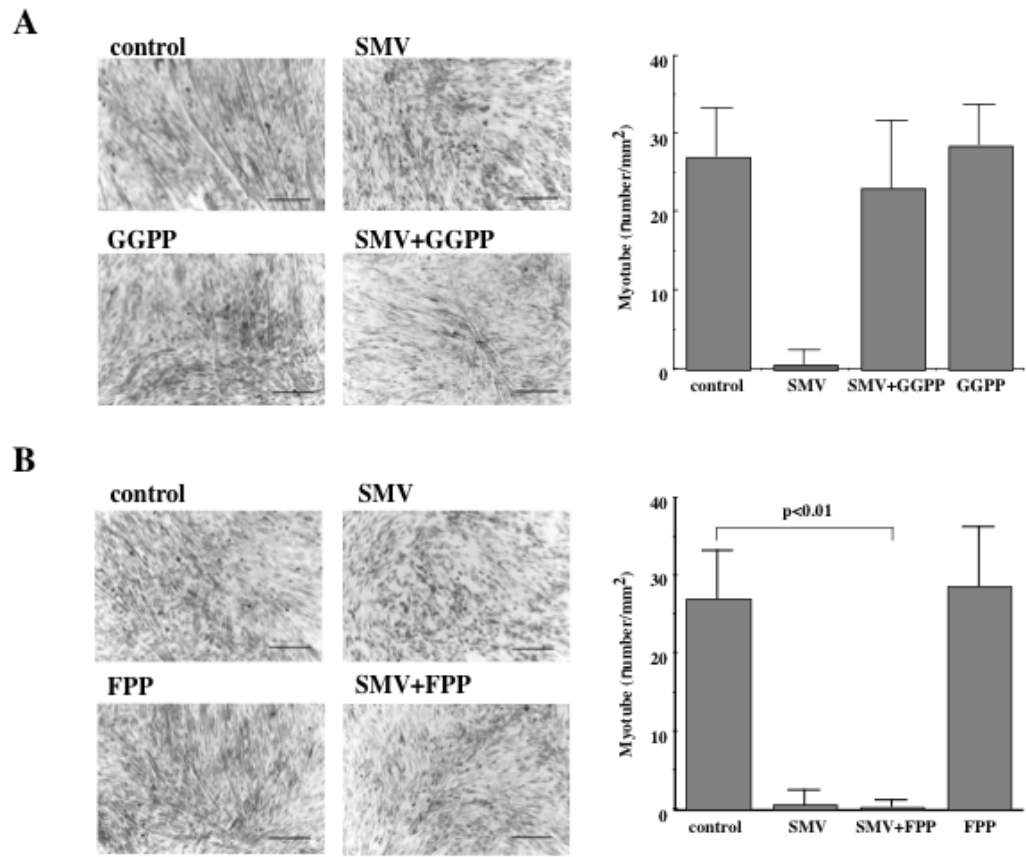 A
control
SMV
GGPP
SMV+GGPP
Myotube (number/mm²)
40
30
20
10
0
control SMV SMV+GGPP GGPP
B
control
SMV
FPP
SMV+FPP
Myotube (number/mm²)
40
30
20
10
0
p<0.01
control SMV SMV+FPP FPP